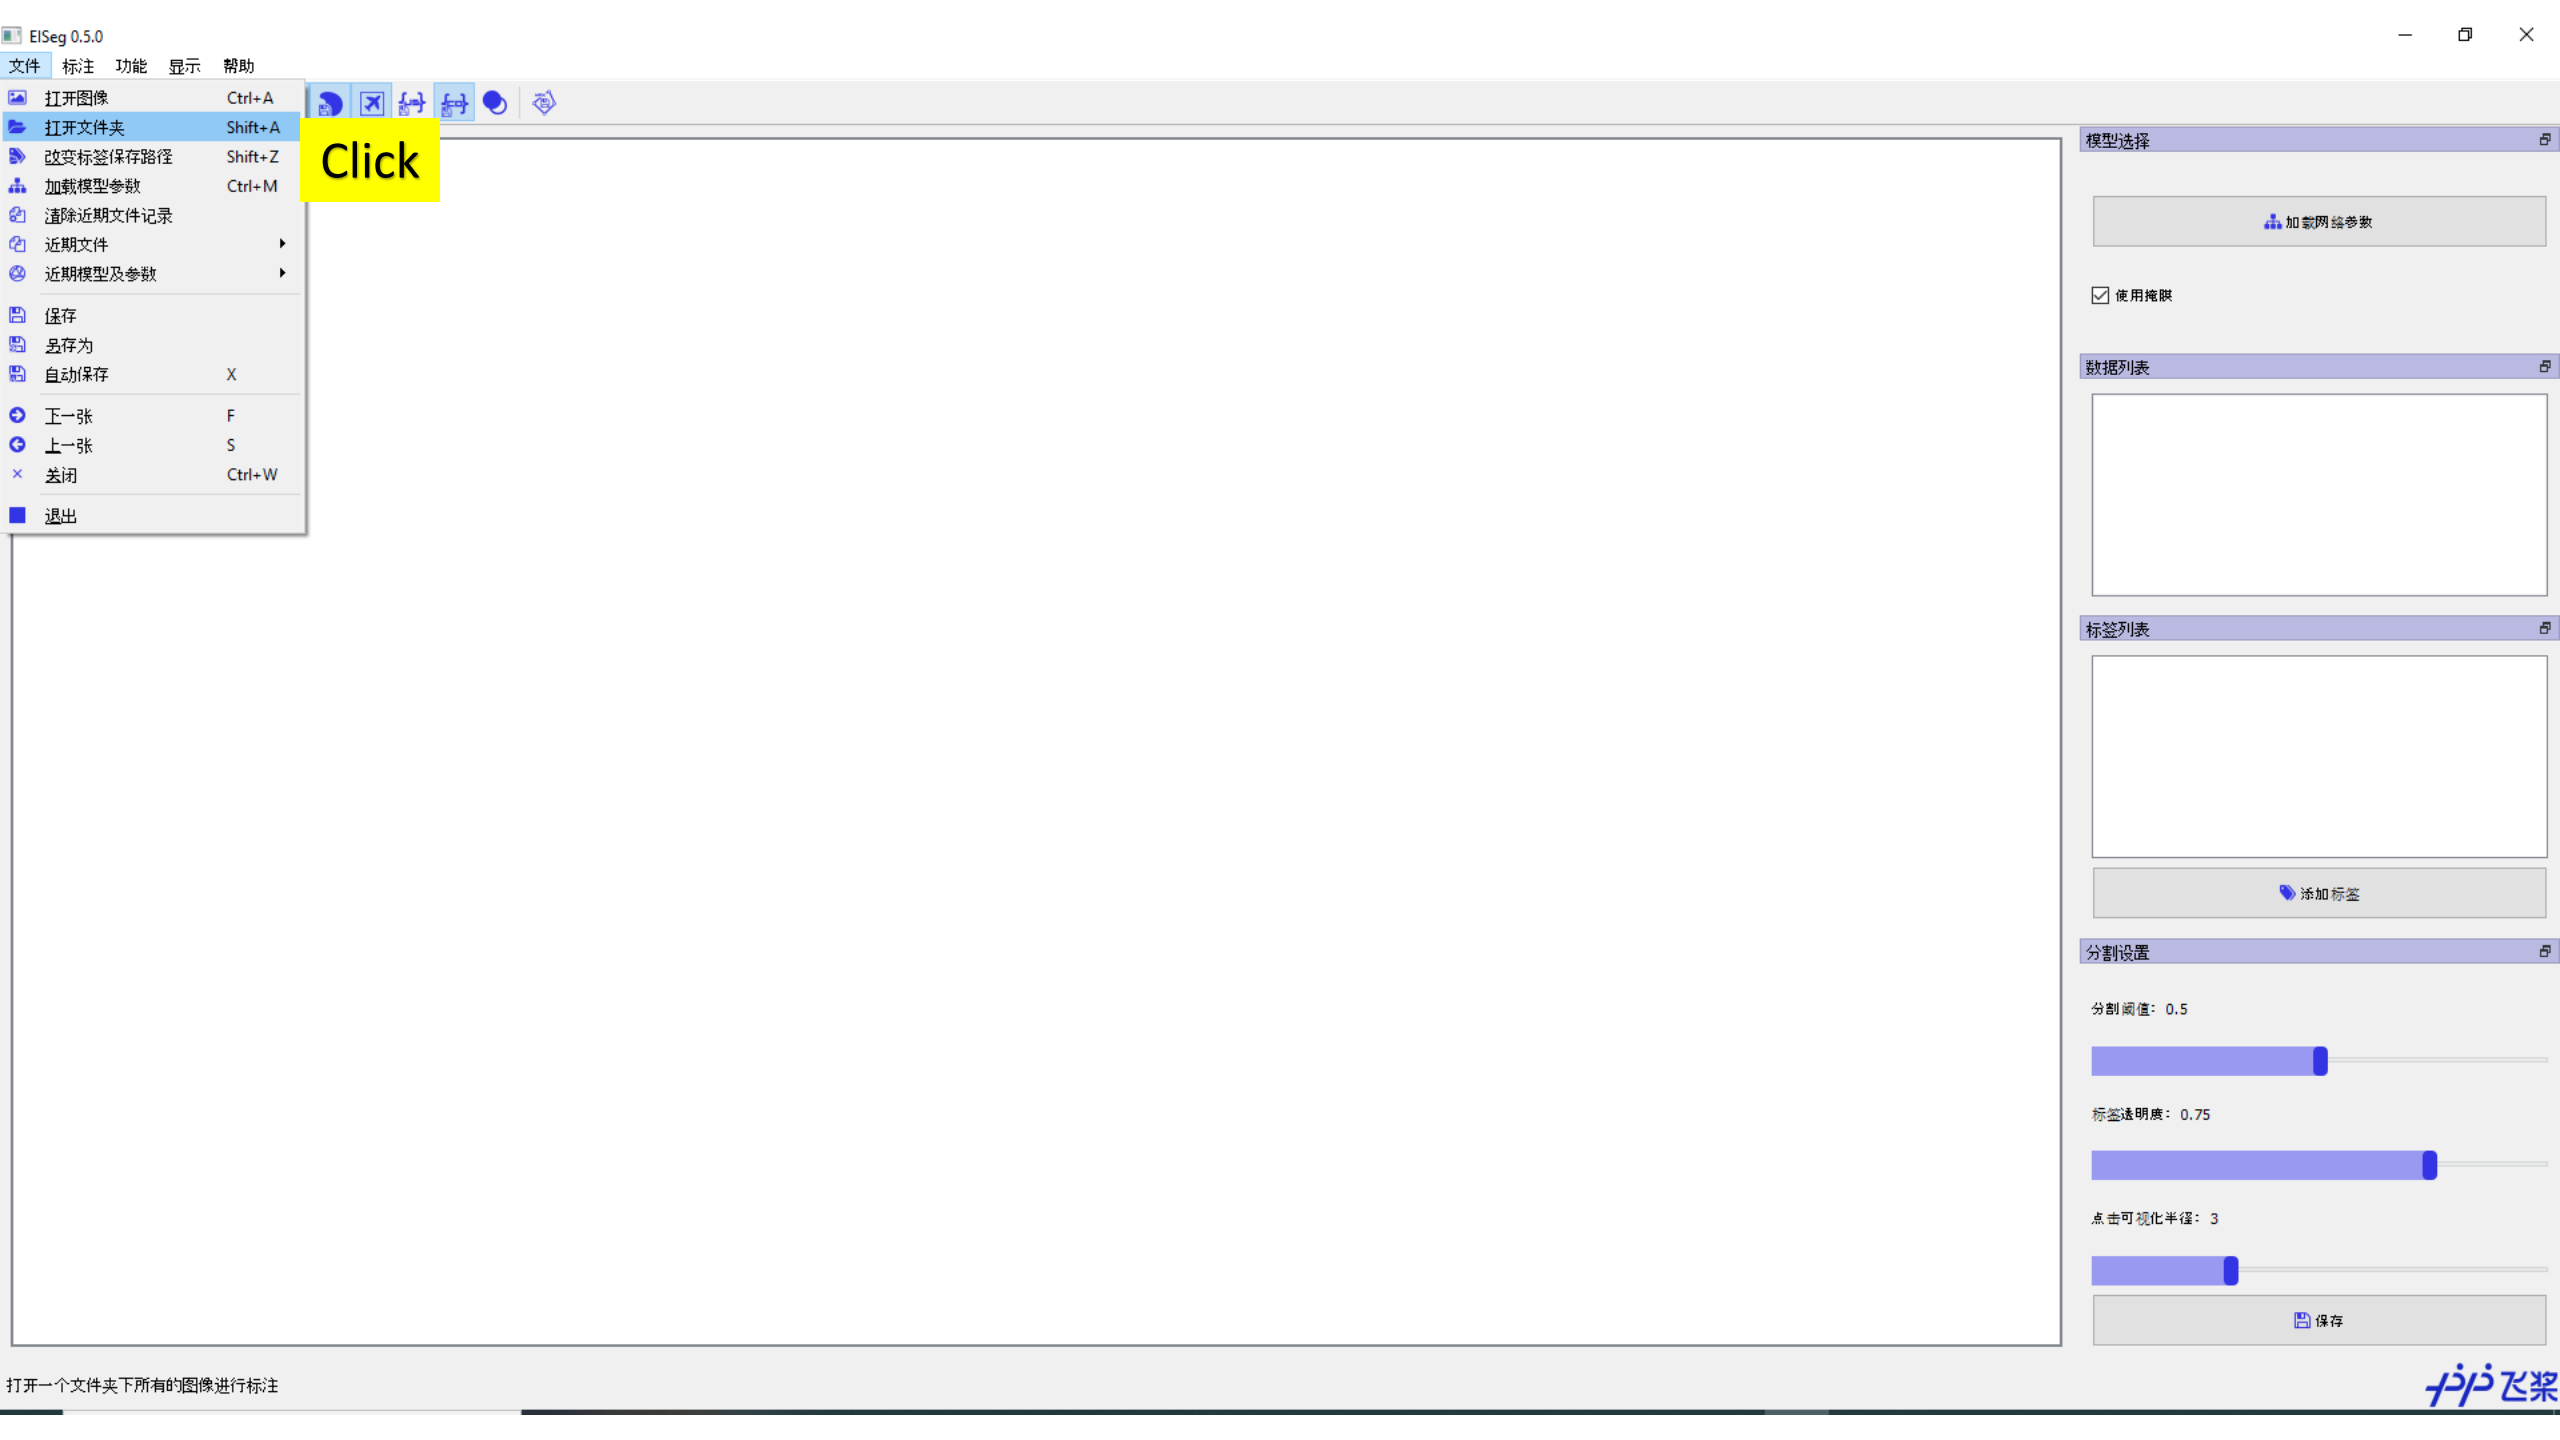 EISeg 0.5.0
文件 标注 功能 显示 帮助
打开图像 Ctrl+A
打开文件夹 Shift+A
改变标签保存路径 Shift+Z
加载模型参数 Ctrl+M
清除近期文件记录
近期文件
近期模型及参数
保存
另存为
自动保存 X
下一张 F
上一张 S
关闭 Ctrl+W
退出
Click
模型选择
加载网络参数
使用掩膜
数据列表
标签列表
添加标签
分割设置
分割阈值: 0.5
标签透明度: 0.75
点击可视化半径: 3
保存
打开一个文件夹下所有的图像进行标注
飞桨